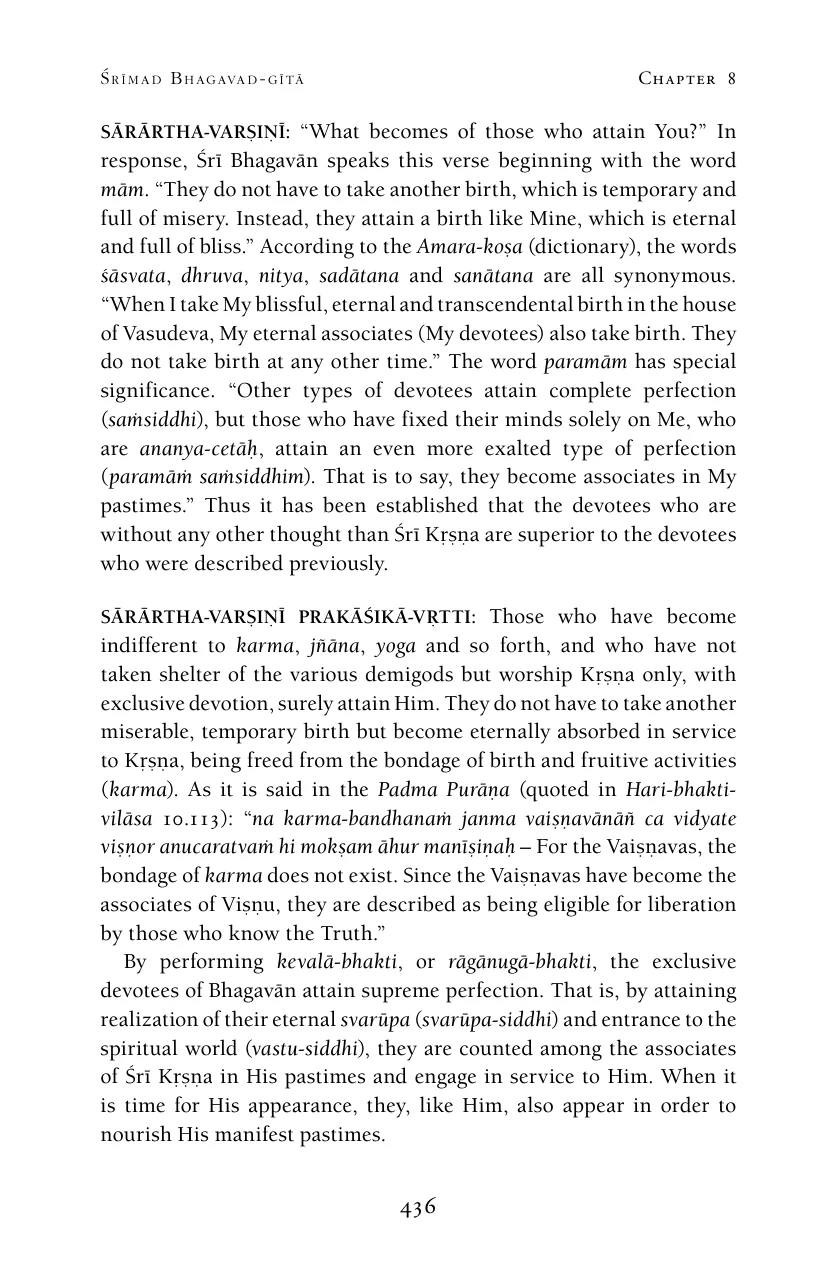 Śrīmad Bhagavad-gītā Chapter 8
SĀRĀRTHA-VARṢIṆĪ: “What becomes of those who attain You?” In
response, Śrī Bhagavān speaks this verse beginning with the word
mām. “They do not have to take another birth, which is temporary and
full of misery. Instead, they attain a birth like Mine, which is eternal
and full of bliss.” According to the Amara-koṣa (dictionary), the words
śāsvata, dhruva, nitya, sadātana and sanātana are all synonymous.
“When I take My blissful, eternal and transcendental birth in the house
of Vasudeva, My eternal associates (My devotees) also take birth. They
do not take birth at any other time.” The word paramām has special
significance. “Other types of devotees attain complete perfection
(saṁsiddhi), but those who have fixed their minds solely on Me, who
are ananya-cetāḥ, attain an even more exalted type of perfection
(paramāṁ saṁsiddhim). That is to say, they become associates in My
pastimes.” Thus it has been established that the devotees who are
without any other thought than Śrī Kṛṣṇa are superior to the devotees
who were described previously.
SĀRĀRTHA-VARṢIṆĪ PRAKĀŚIKĀ-VṚTTI: Those who have become
indifferent to karma, jñāna, yoga and so forth, and who have not
taken shelter of the various demigods but worship Kṛṣṇa only, with
exclusive devotion, surely attain Him. They do not have to take another
miserable, temporary birth but become eternally absorbed in service
to Kṛṣṇa, being freed from the bondage of birth and fruitive activities
(karma). As it is said in the Padma Purāṇa (quoted in Hari-bhakti-
vilāsa 10.113): “na karma-bandhanaṁ janma vaiṣṇavānāñ ca vidyate
viṣṇor anucaratvaṁ hi mokṣam āhur manīṣiṇaḥ – For the Vaiṣṇavas, the
bondage of karma does not exist. Since the Vaiṣṇavas have become the
associates of Viṣṇu, they are described as being eligible for liberation
by those who know the Truth.”
By performing kevalā-bhakti, or rāgānugā-bhakti, the exclusive
devotees of Bhagavān attain supreme perfection. That is, by attaining
realization of their eternal svarūpa (svarūpa-siddhi) and entrance to the
spiritual world (vastu-siddhi), they are counted among the associates
of Śrī Kṛṣṇa in His pastimes and engage in service to Him. When it
is time for His appearance, they, like Him, also appear in order to
nourish His manifest pastimes.
436